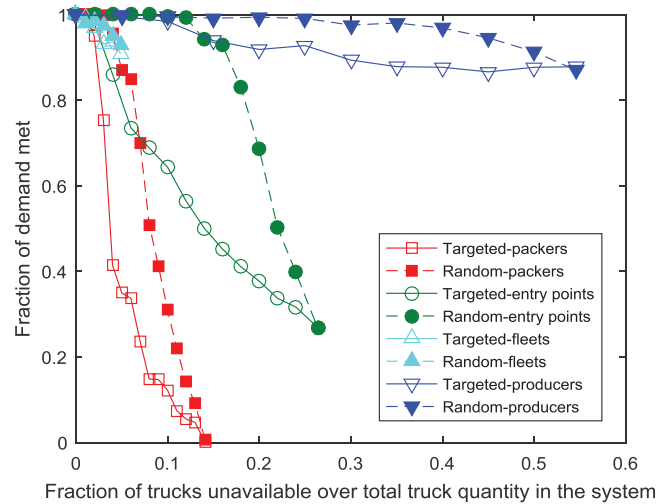 Fraction of demand met
1
0.8
0.6
0.4
0.2
0
Targeted-packers
Random-packers
Targeted-entry points
Random-entry points
Targeted-fleets
Random-fleets
Targeted-producers
Random-producers
0 0.1 0.2 0.3 0.4 0.5 0.6
Fraction of trucks unavailable over total truck quantity in the system